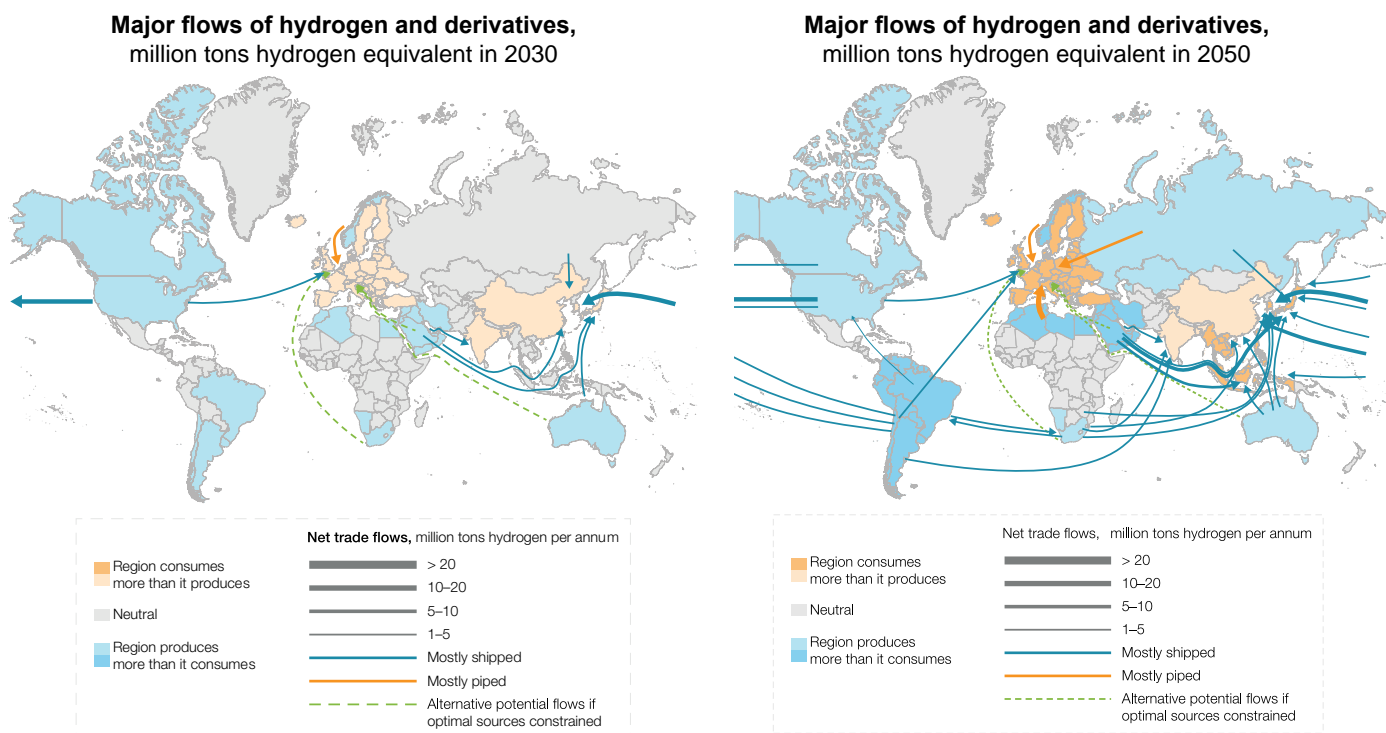 Major flows of hydrogen and derivatives,
million tons hydrogen equivalent in 2030
Net trade flows, million tons hydrogen per annum
Region consumes
more than it produces
Neutral
Region produces
more than it consumes
> 20
10–20
5–10
1–5
Mostly shipped
Mostly piped
Alternative potential flows if
optimal sources constrained
Major flows of hydrogen and derivatives,
million tons hydrogen equivalent in 2050
Net trade flows, million tons hydrogen per annum
Region consumes
more than it produces
Neutral
Region produces
more than it consumes
> 20
10–20
5–10
1–5
Mostly shipped
Mostly piped
Alternative potential flows if
optimal sources constrained